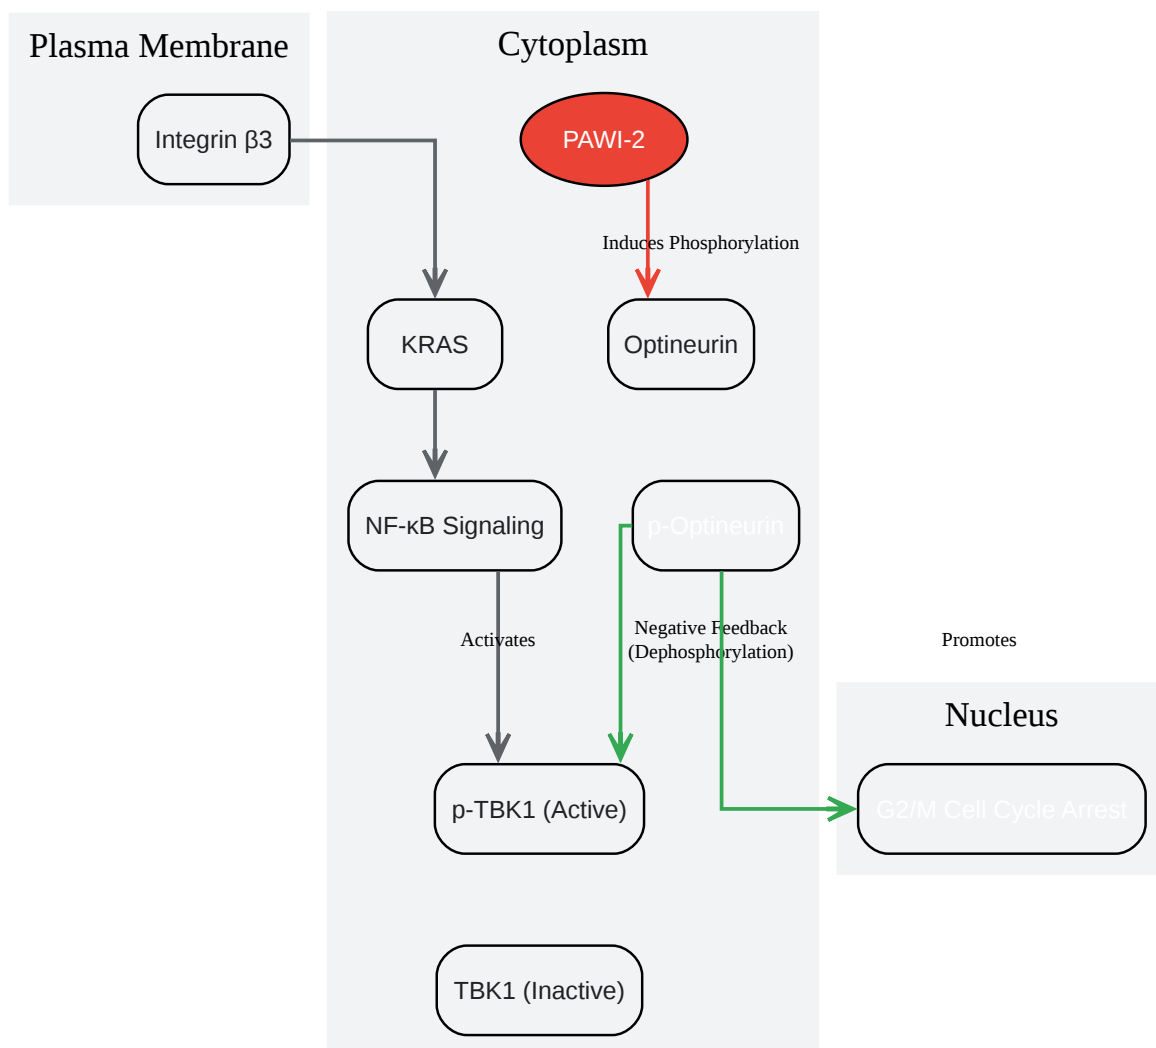 Plasma Membrane
Cytoplasm
Integrin β3
PAWI-2
Induces Phosphorylation
KRAS
Optineurin
NF-κB Signaling
p-Optineurin
Activates
Negative Feedback
(Dephosphorylation)
Promotes
Nucleus
p-TBK1 (Active)
G2/M Cell Cycle Arrest
TBK1 (Inactive)